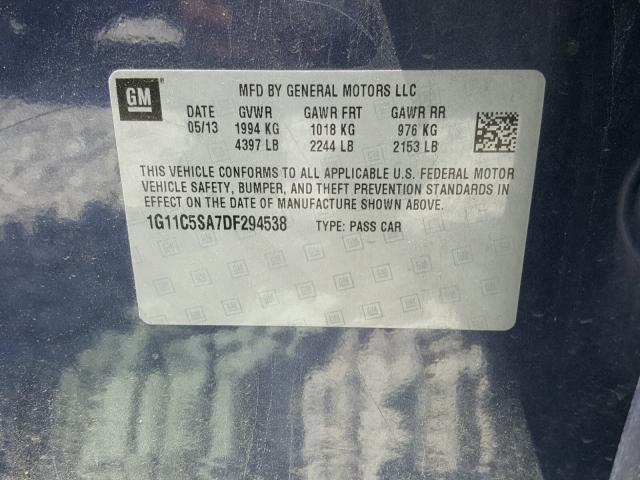 GM ®
MFD BY GENERAL MOTORS LLC
DATE GVWR GAWR FRT GAWR RR
05/13 1994 KG 1018 KG 976 KG
4397 LB 2244 LB 2153 LB
THIS VEHICLE CONFORMS TO ALL APPLICABLE U.S. FEDERAL MOTOR
VEHICLE SAFETY, BUMPER, AND THEFT PREVENTION STANDARDS IN
EFFECT ON THE DATE OF MANUFACTURE SHOWN ABOVE.
1G11C5SA7DF294538 TYPE: PASS CAR